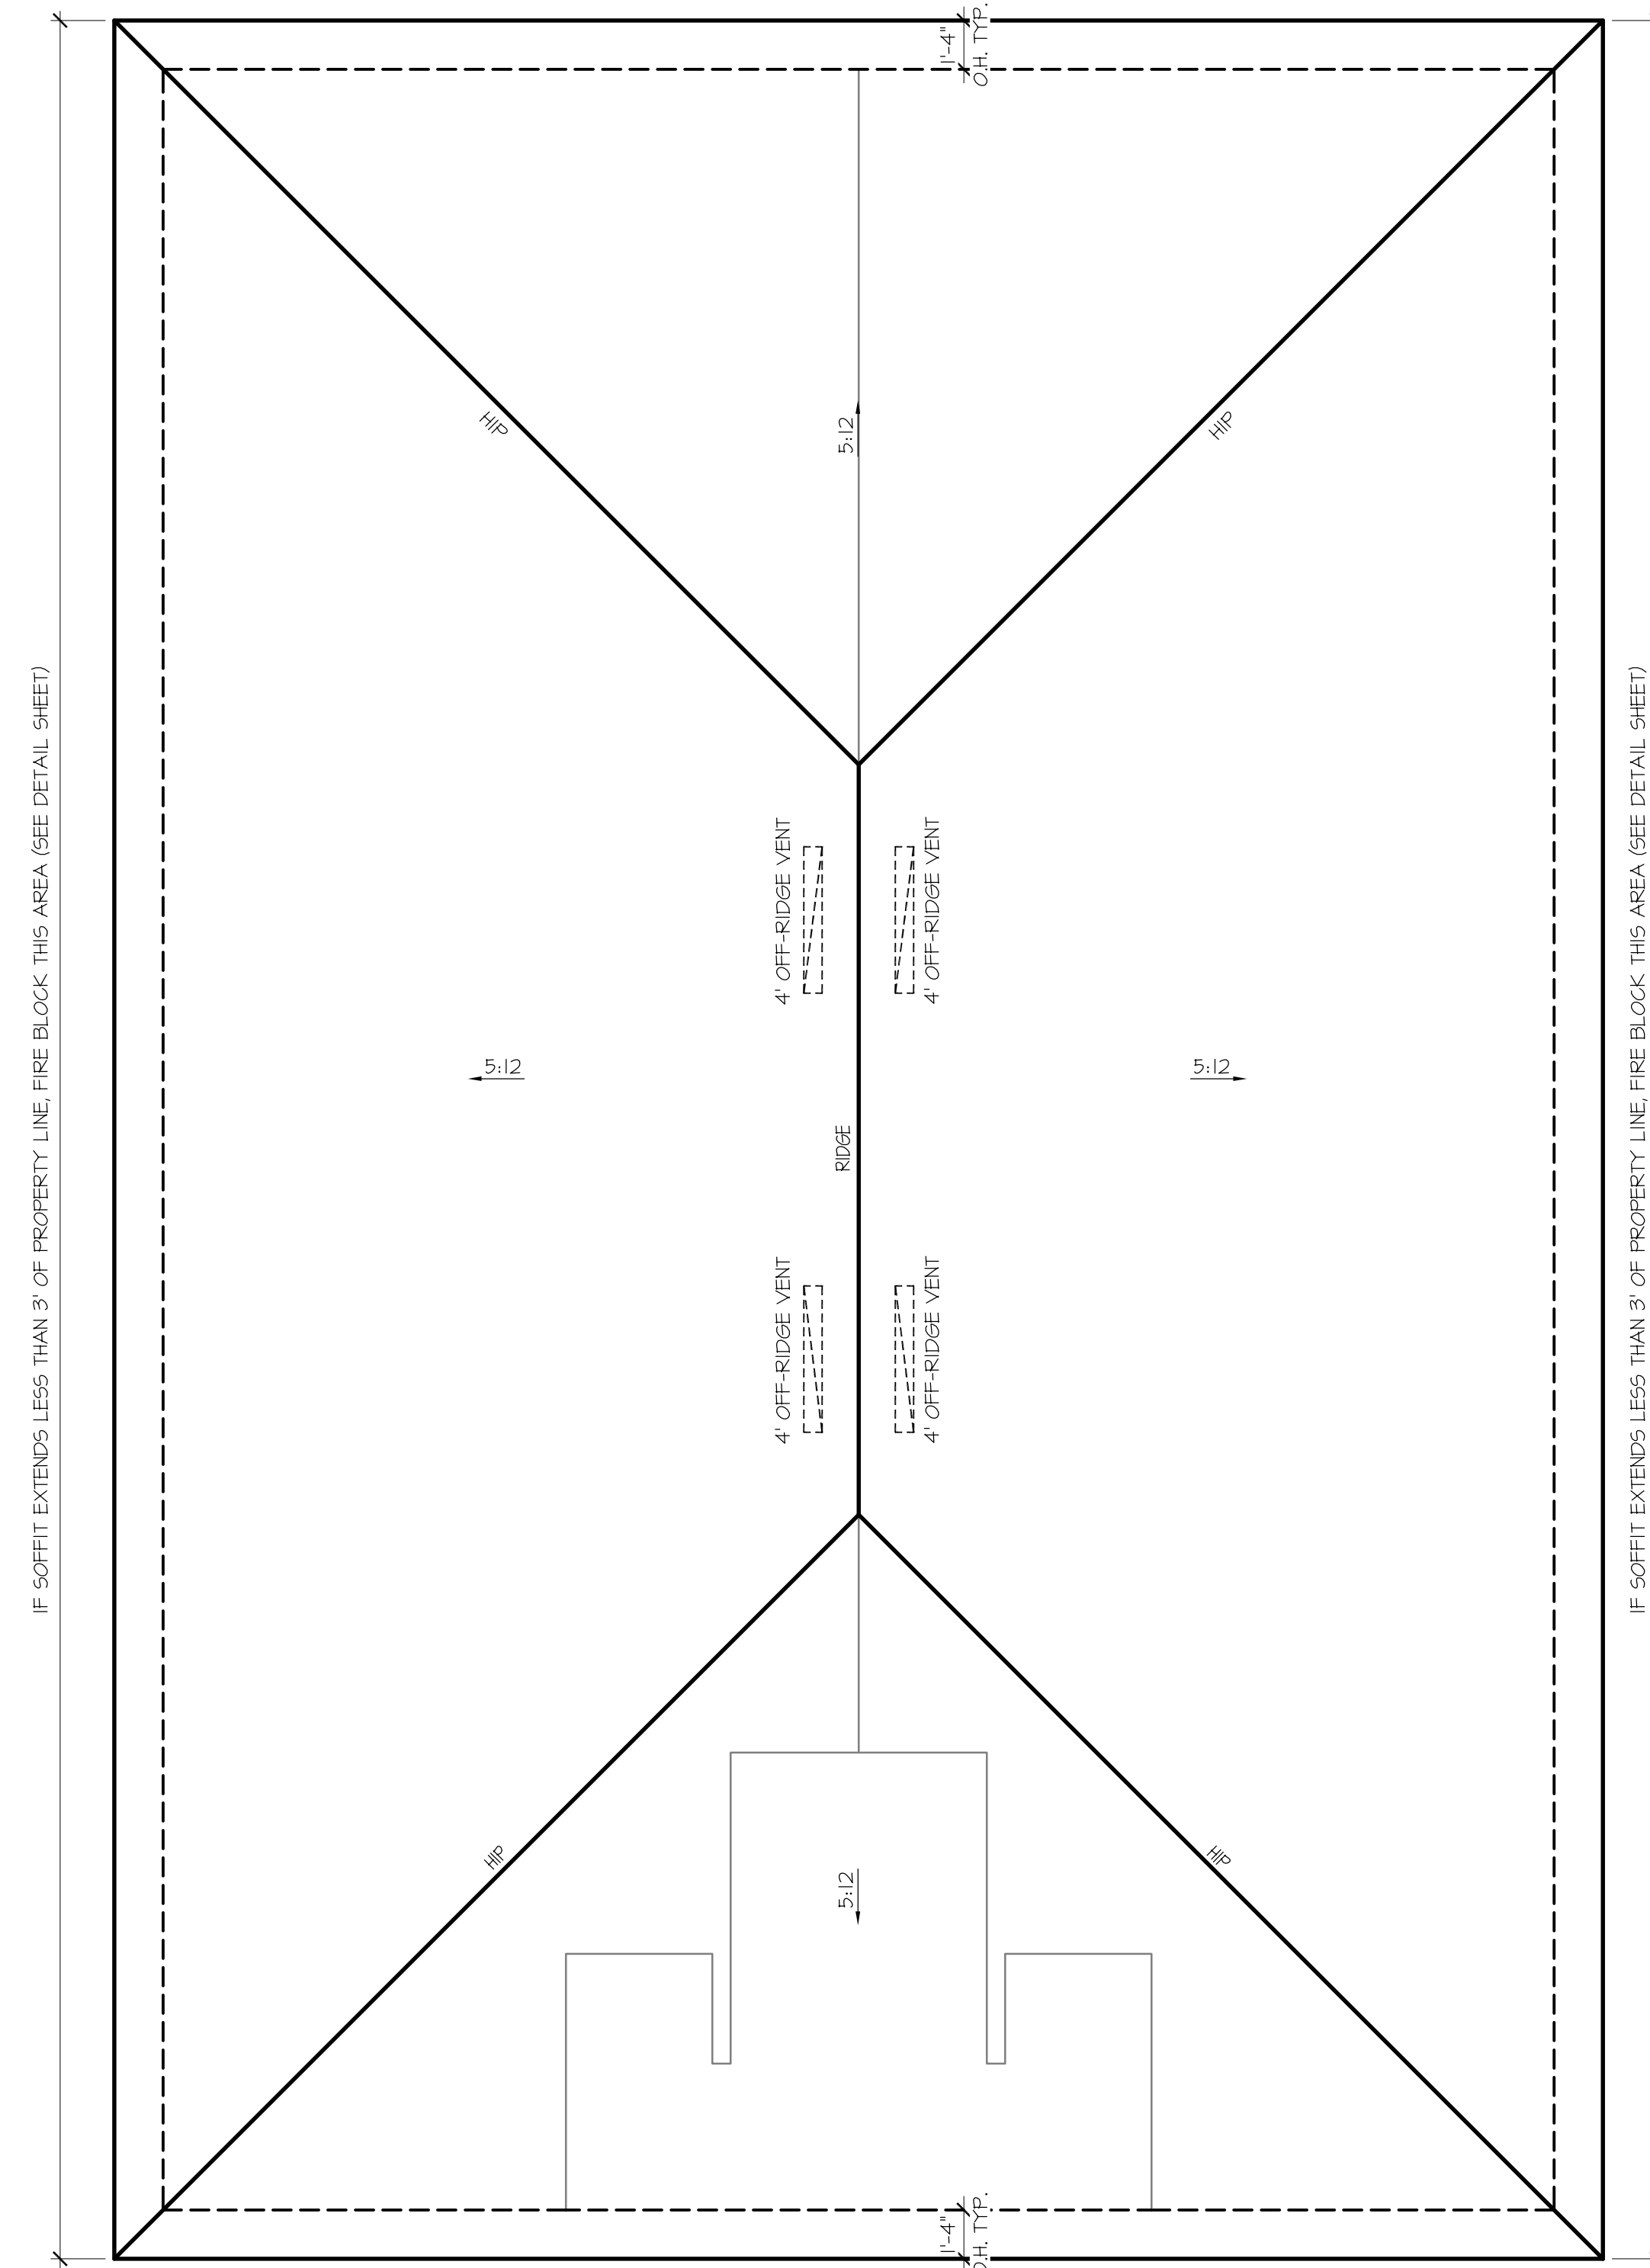 1'-4"
O.H. TYP.
HIP
HIP
5:12
4' OFF-RIDGE VENT
4' OFF-RIDGE VENT
IF SOFFIT EXTENDS LESS THAN 3' OF PROPERTY LINE, FIRE BLOCK THIS AREA (SEE DETAIL SHEET)
IF SOFFIT EXTENDS LESS THAN 3' OF PROPERTY LINE, FIRE BLOCK THIS AREA (SEE DETAIL SHEET)
5:12
5:12
RIDGE
4' OFF-RIDGE VENT
4' OFF-RIDGE VENT
HIP
HIP
5:12
1'-4"
O.H. TYP.